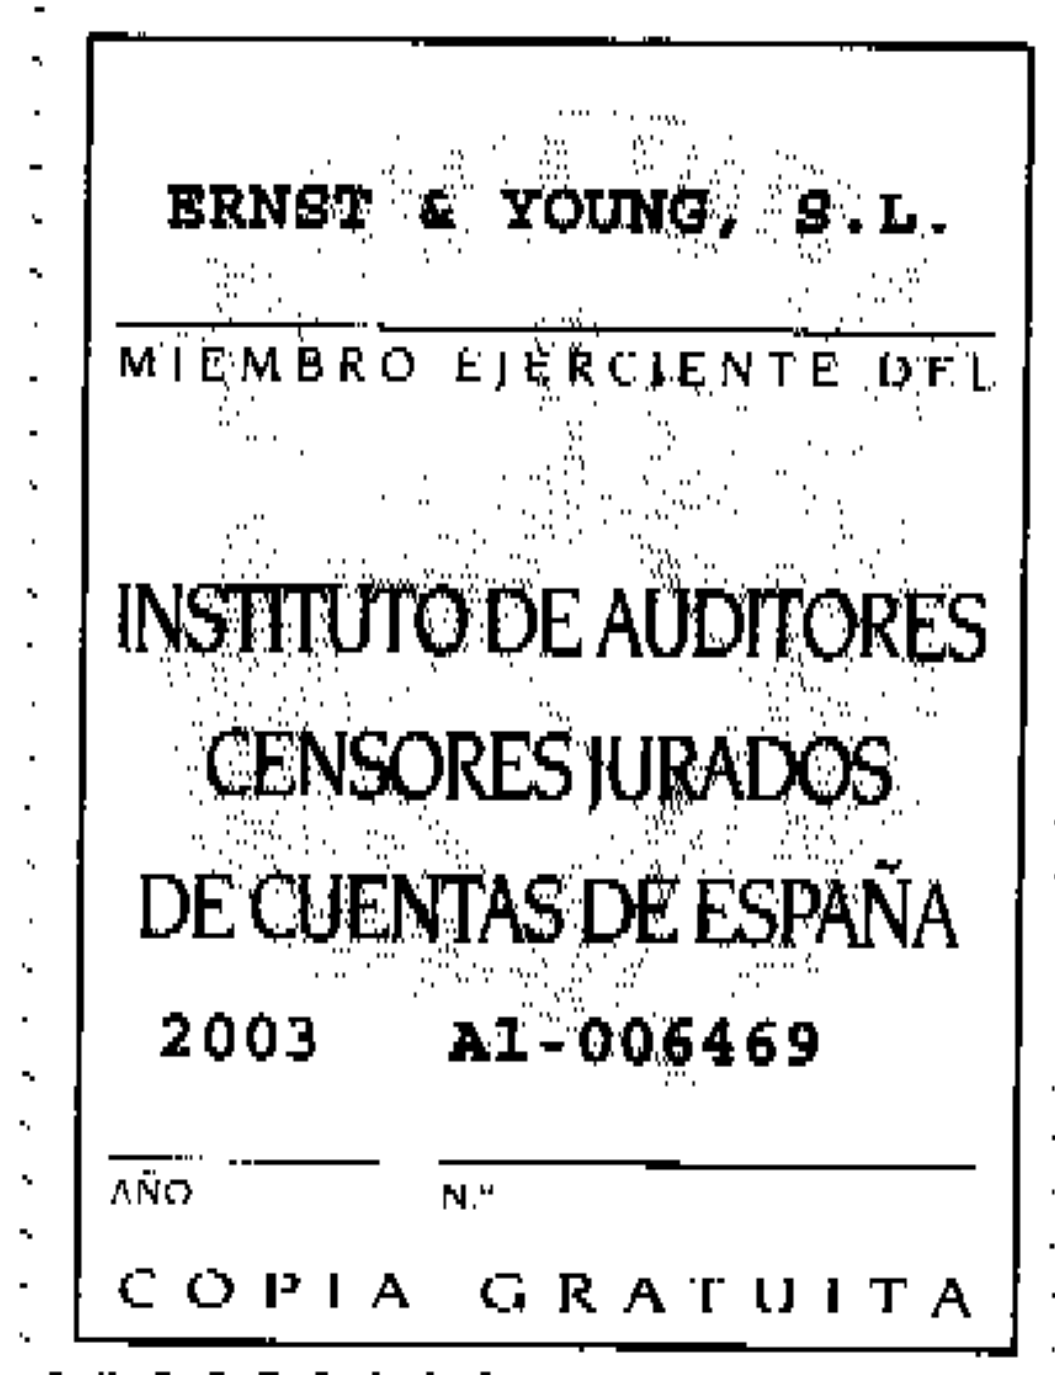 ERNST & YOUNG, S.L.
MIEMBRO EJERCIENTE DEL
INSTITUTO DE AUDITORES
CENSORES JURADOS
DE CUENTAS DE ESPAÑA
2003 A1-006469
AÑO N.º
COPIA GRATUITA